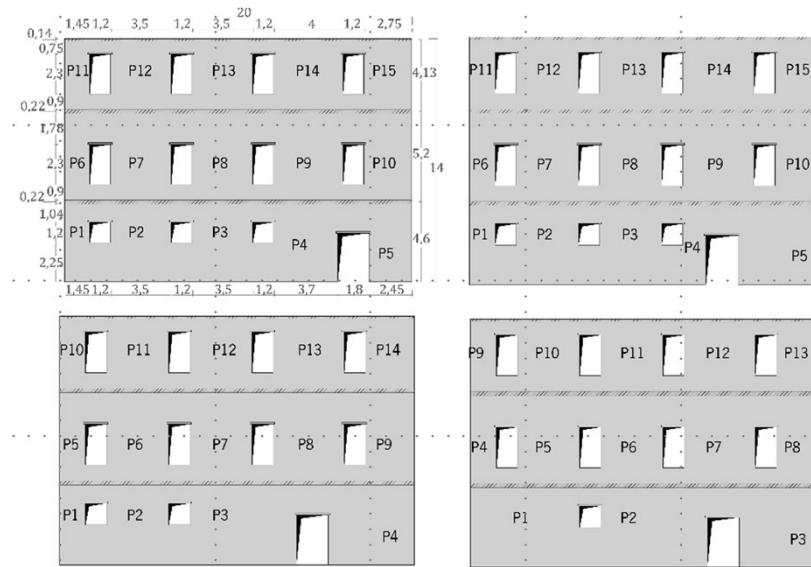 20
1,45 1,2 3,5 1,2 3,5 1,2 4 1,2 2,75
0,14
0,75
2,3
0,9
0,22
1,78
2,3
0,9
0,22
1,04
1,2
2,25
P11 P12 P13 P14 P15
P6 P7 P8 P9 P10
P1 P2 P3 P4 P5
4,13
5,2
14
4,6
1,45 1,2 3,5 1,2 3,5 1,2 3,7 1,8 2,45
P11 P12 P13 P14 P15
P6 P7 P8 P9 P10
P1 P2 P3 P4 P5
P10 P11 P12 P13 P14
P5 P6 P7 P8 P9
P1 P2 P3 P4
P9 P10 P11 P12 P13
P4 P5 P6 P7 P8
P1 P2 P3